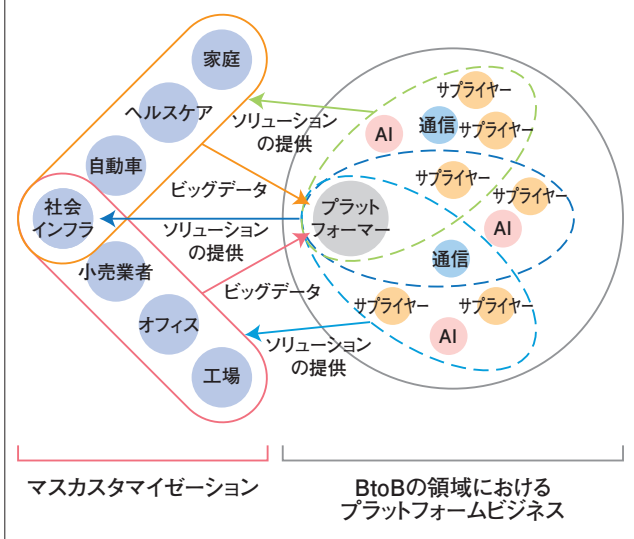 家庭
ヘルスケア
自動車
社会
インフラ
小売業者
オフィス
工場
ソリューション
の提供
ビッグデータ
ソリューション
の提供
ビッグデータ
ソリューション
の提供
プラット
フォーマー
サプライヤー
AI
通信
サプライヤー
サプライヤー
サプライヤー
AI
通信
サプライヤー
サプライヤー
AI
マスカスタマイゼーション
BtoBの領域における
プラットフォームビジネス